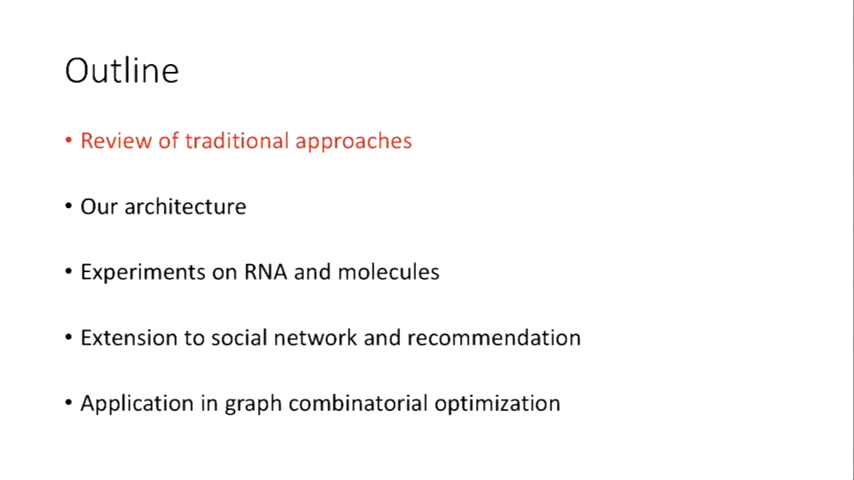 Outline
• Review of traditional approaches
• Our architecture
• Experiments on RNA and molecules
• Extension to social network and recommendation
• Application in graph combinatorial optimization